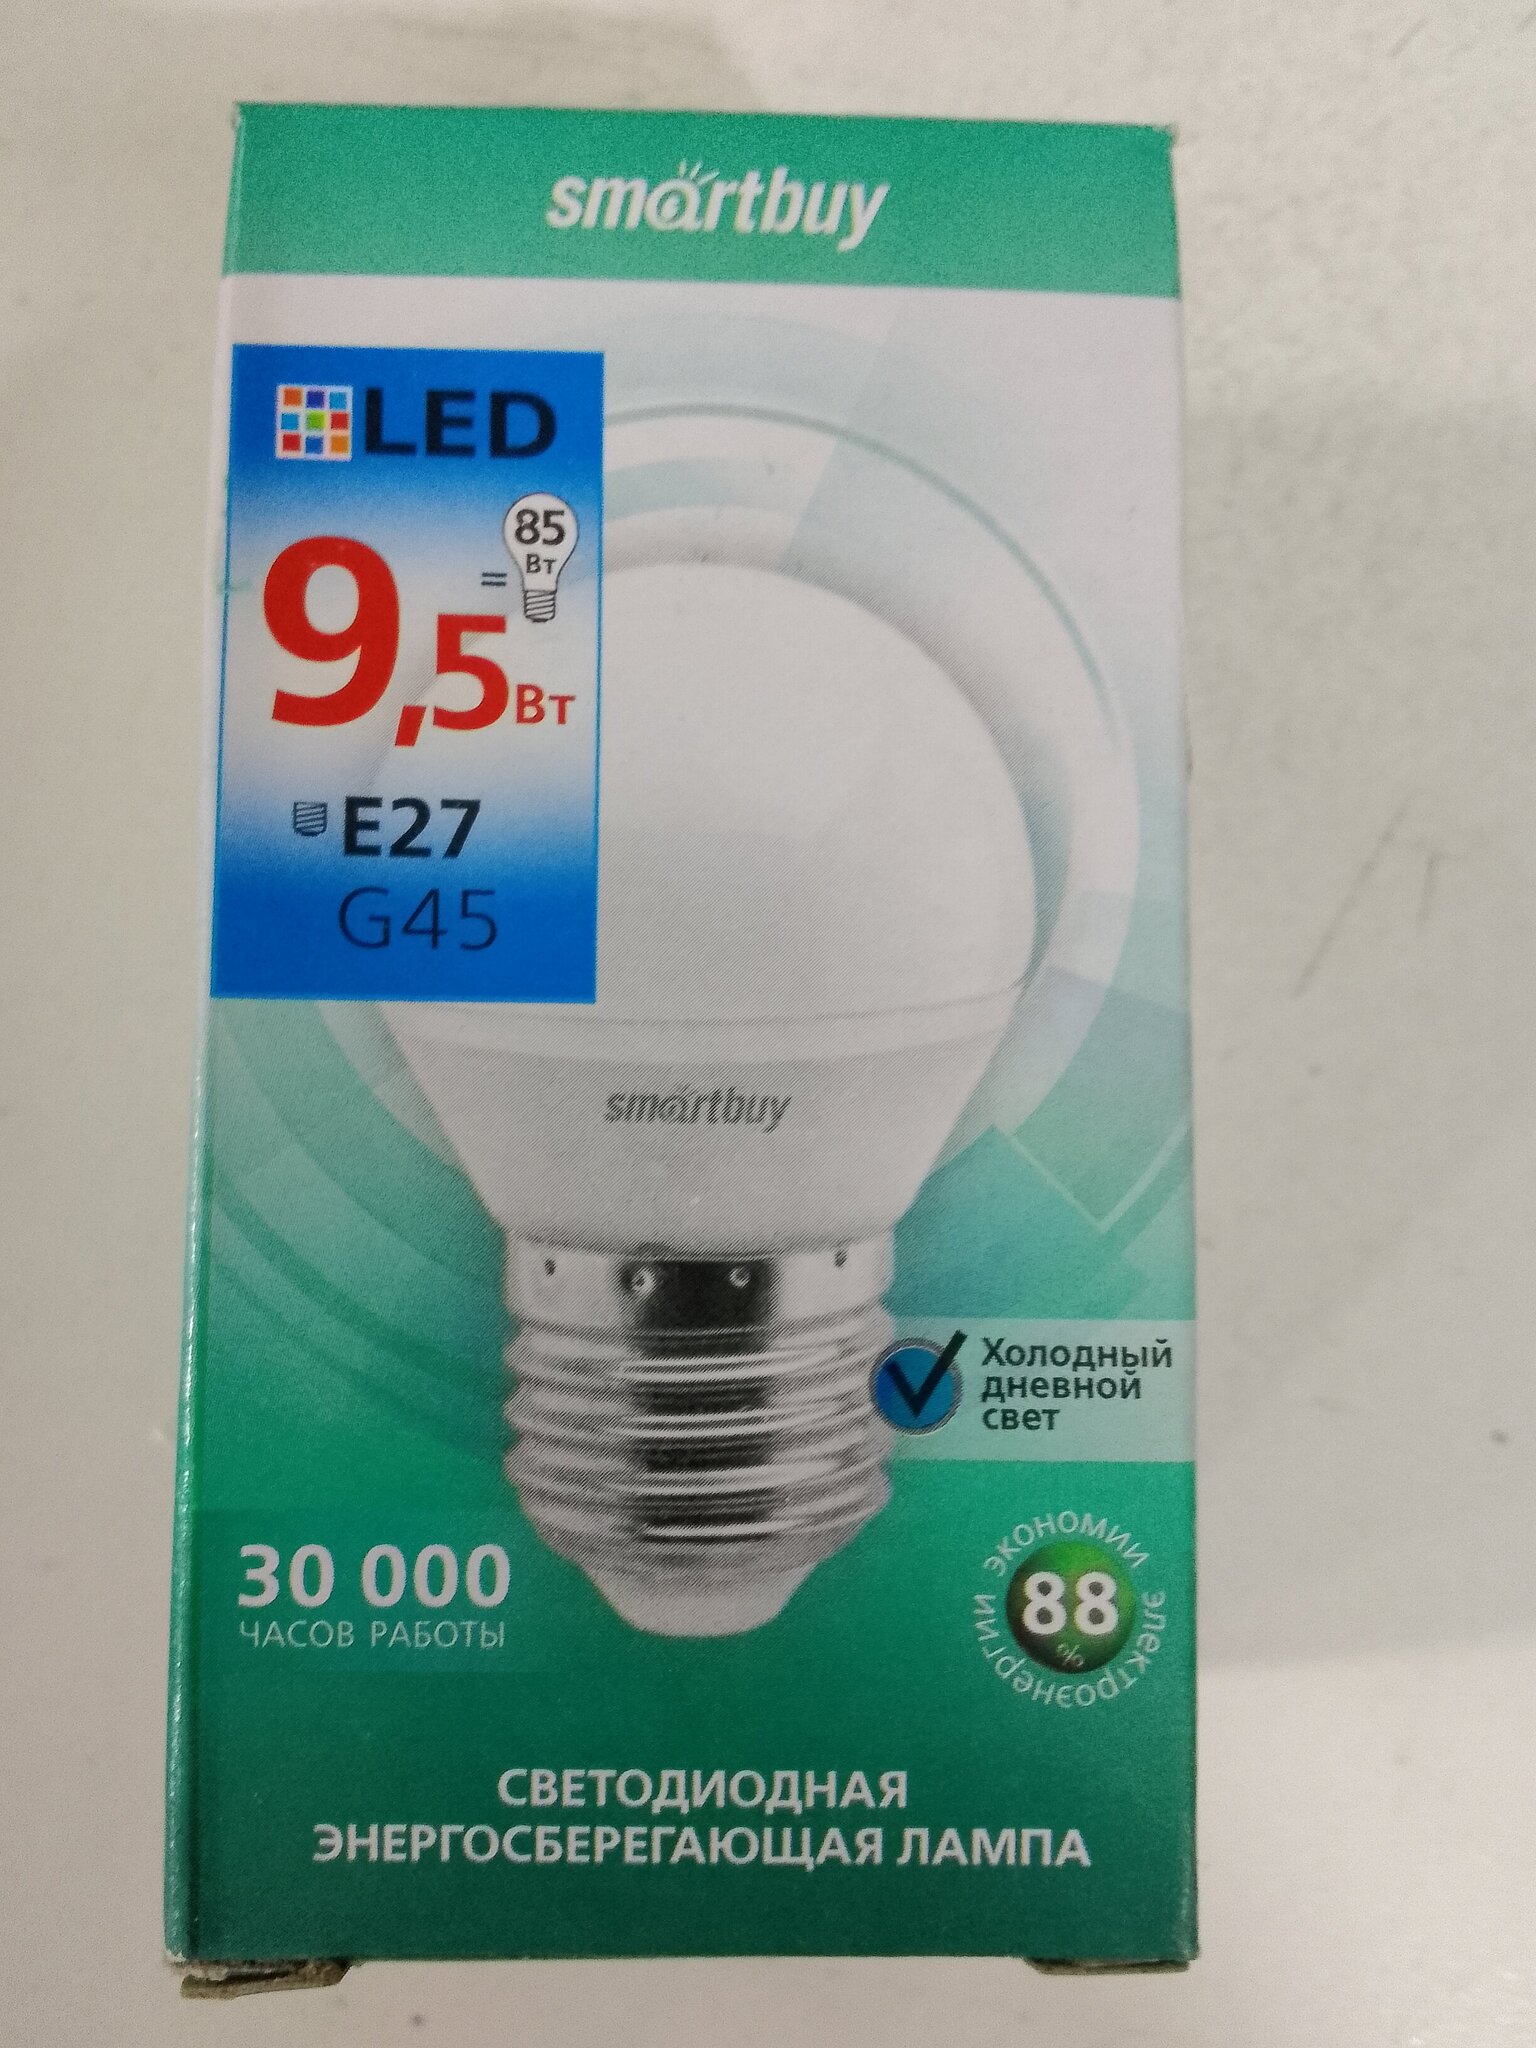 smartbuy
LED
85
Вт
=
9,5Вт
E27
G45
smartbuy
Холодный
дневной
свет
30 000
ЧАСОВ РАБОТЫ
88
%
ЭКОНОМИИ ЭЛЕКТРОЭНЕРГИИ
СВЕТОДИОДНАЯ
ЭНЕРГОСБЕРЕГАЮЩАЯ ЛАМПА